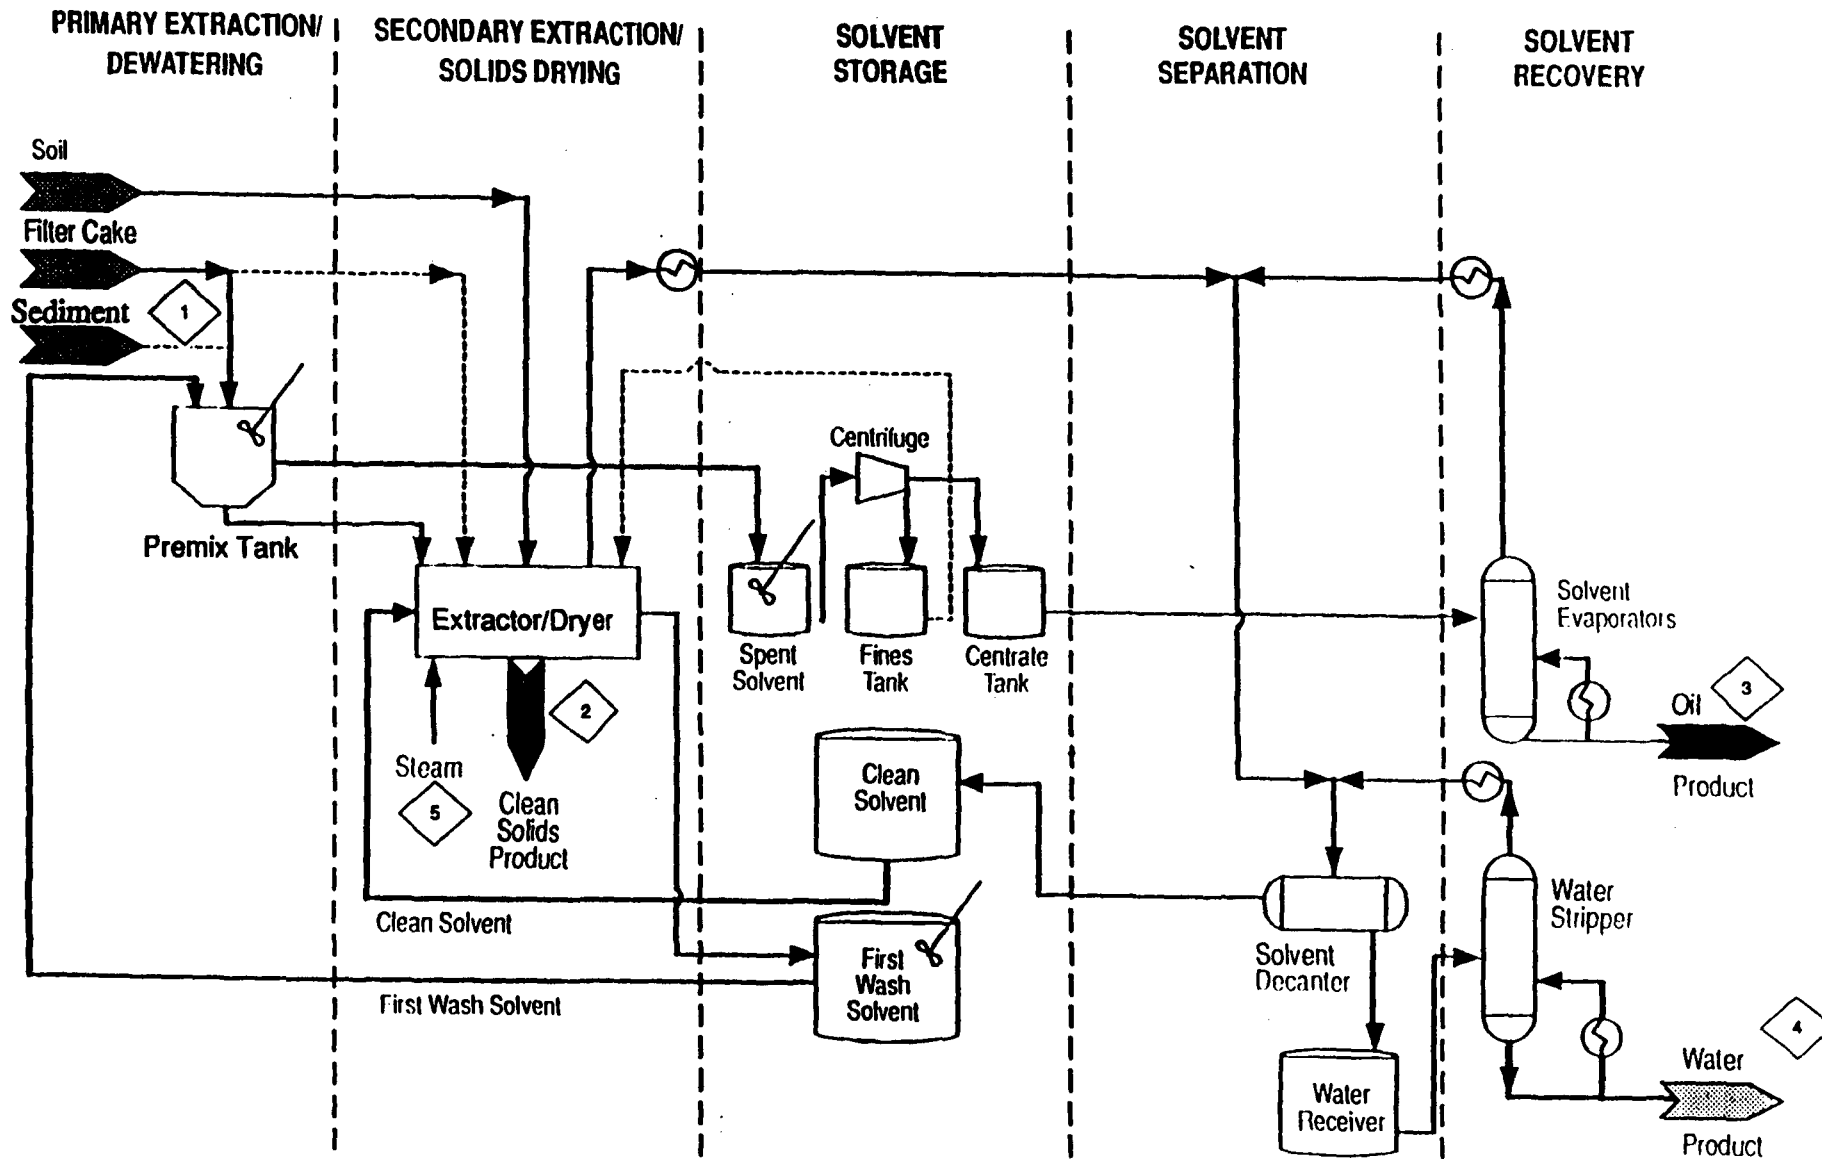 PRIMARY EXTRACTION/
DEWATERING
SECONDARY EXTRACTION/
SOLIDS DRYING
SOLVENT
STORAGE
SOLVENT
SEPARATION
SOLVENT
RECOVERY
Soil
Filter Cake
Sediment
1
Premix Tank
Extractor/Dryer
Steam
5
2
Clean
Solids
Product
Centrifuge
Spent
Solvent
Fines
Tank
Centrate
Tank
Clean
Solvent
Clean Solvent
First
Wash
Solvent
First Wash Solvent
Solvent
Decanter
Water
Receiver
Solvent
Evaporators
Oil
3
Product
Water
Stripper
4
Water
Product